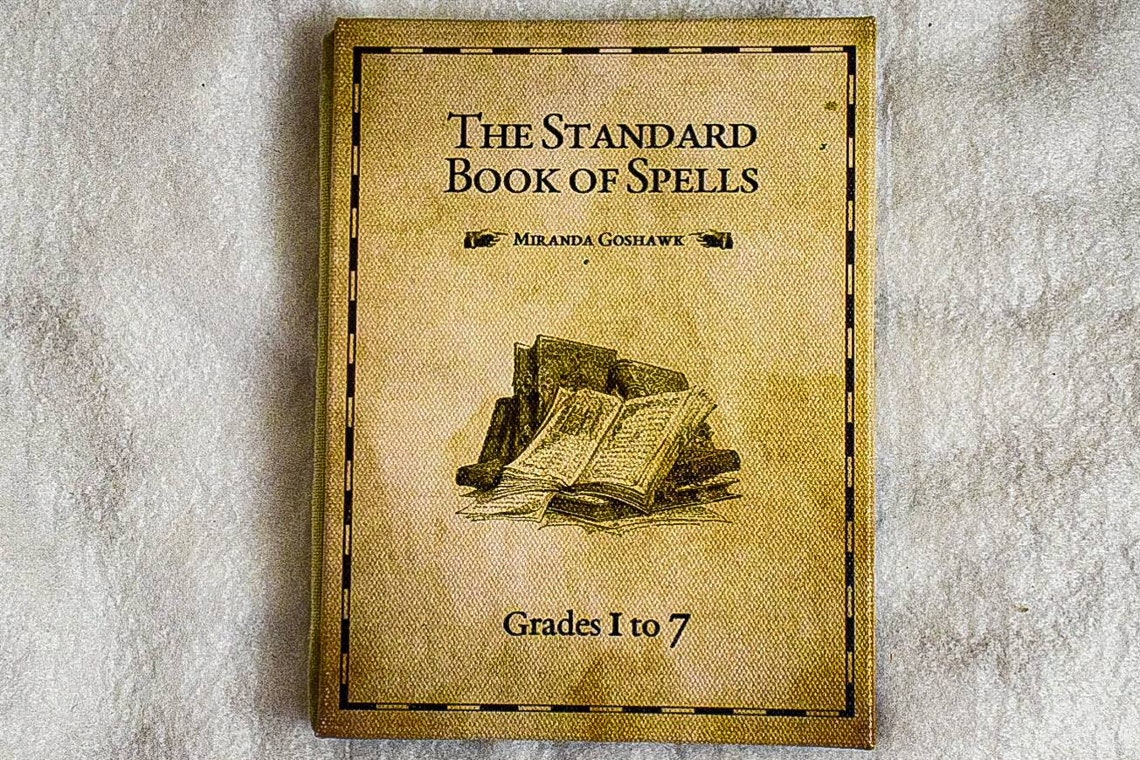 The Standard
Book of Spells
Miranda Goshawk
Grades 1 to 7